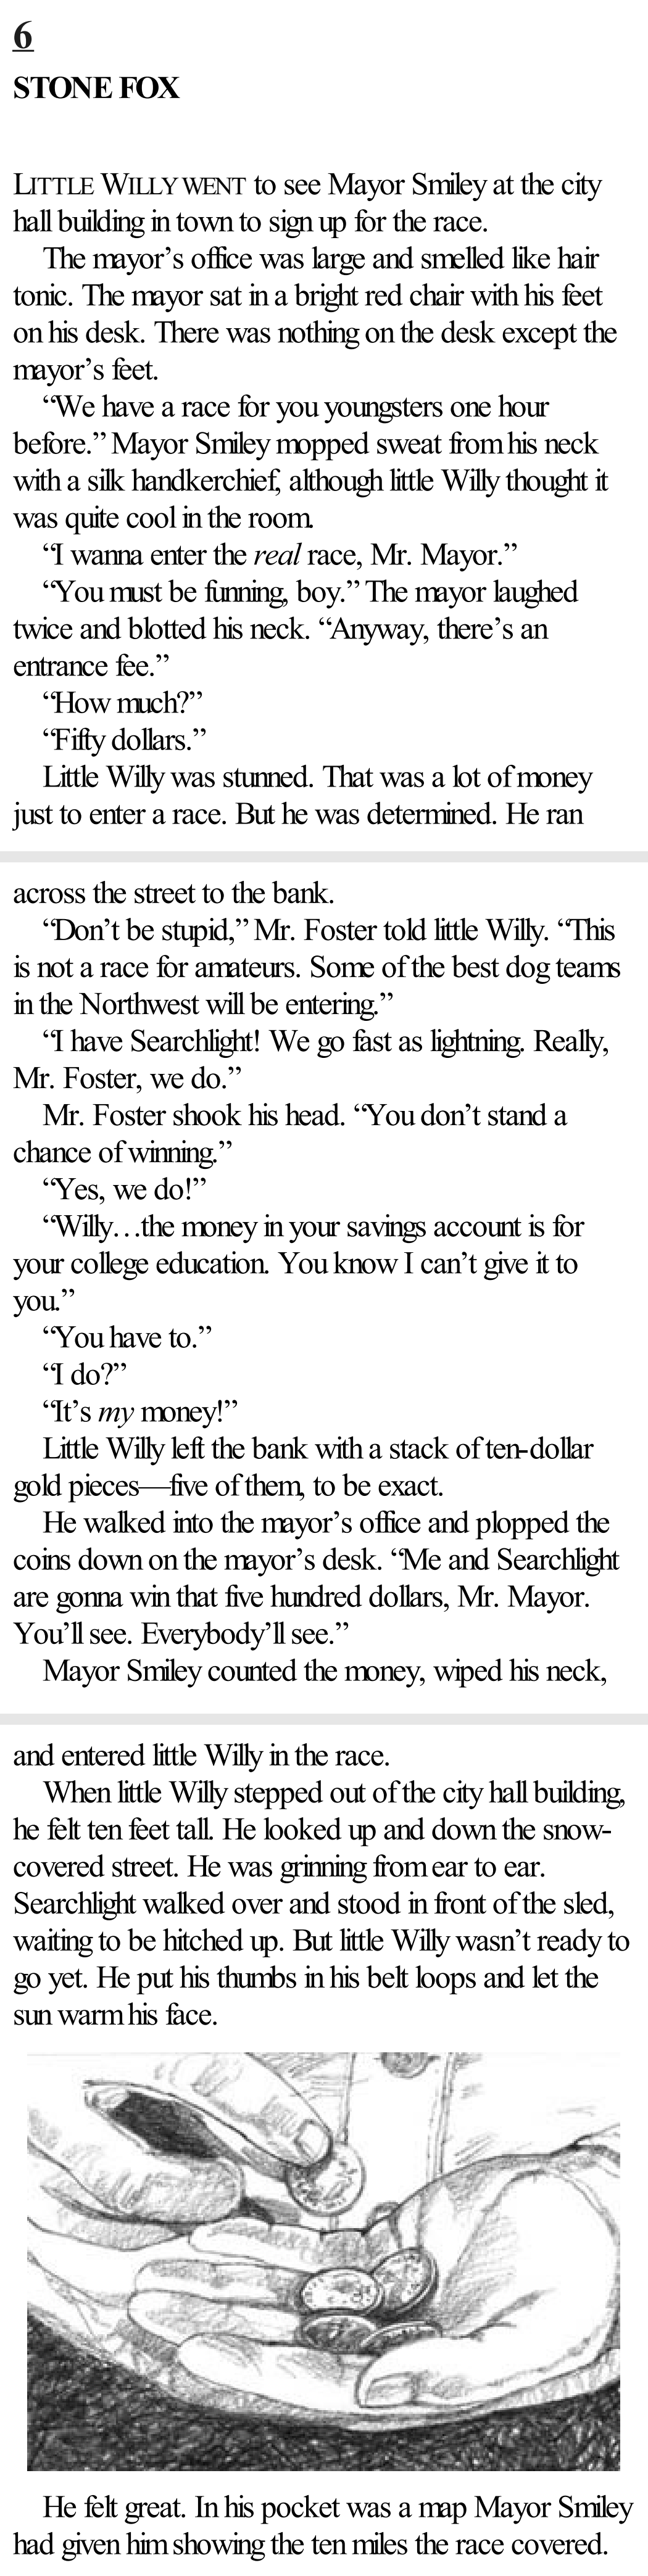 6
STONE FOX
LITTLE WILLY WENT to see Mayor Smiley at the city
hall building in town to sign up for the race.
The mayor’s office was large and smelled like hair
tonic. The mayor sat in a bright red chair with his feet
on his desk. There was nothing on the desk except the
mayor’s feet.
“We have a race for you youngsters one hour
before.” Mayor Smiley mopped sweat from his neck
with a silk handkerchief, although little Willy thought it
was quite cool in the room.
“I wanna enter the real race, Mr. Mayor.”
“You must be funning, boy.” The mayor laughed
twice and blotted his neck. “Anyway, there’s an
entrance fee.”
“How much?”
“Fifty dollars.”
Little Willy was stunned. That was a lot of money
just to enter a race. But he was determined. He ran
across the street to the bank.
“Don’t be stupid,” Mr. Foster told little Willy. “This
is not a race for amateurs. Some of the best dog teams
in the Northwest will be entering.”
“I have Searchlight! We go fast as lightning. Really,
Mr. Foster, we do.”
Mr. Foster shook his head. “You don’t stand a
chance of winning.”
“Yes, we do!”
“Willy…the money in your savings account is for
your college education. You know I can’t give it to
you.”
“You have to.”
“I do?”
“It’s my money!”
Little Willy left the bank with a stack of ten-dollar
gold pieces—five of them, to be exact.
He walked into the mayor’s office and plopped the
coins down on the mayor’s desk. “Me and Searchlight
are gonna win that five hundred dollars, Mr. Mayor.
You’ll see. Everybody’ll see.”
Mayor Smiley counted the money, wiped his neck,
and entered little Willy in the race.
When little Willy stepped out of the city hall building,
he felt ten feet tall. He looked up and down the snow-
covered street. He was grinning from ear to ear.
Searchlight walked over and stood in front of the sled,
waiting to be hitched up. But little Willy wasn’t ready to
go yet. He put his thumbs in his belt loops and let the
sun warm his face.
He felt great. In his pocket was a map Mayor Smiley
had given him showing the ten miles the race covered.